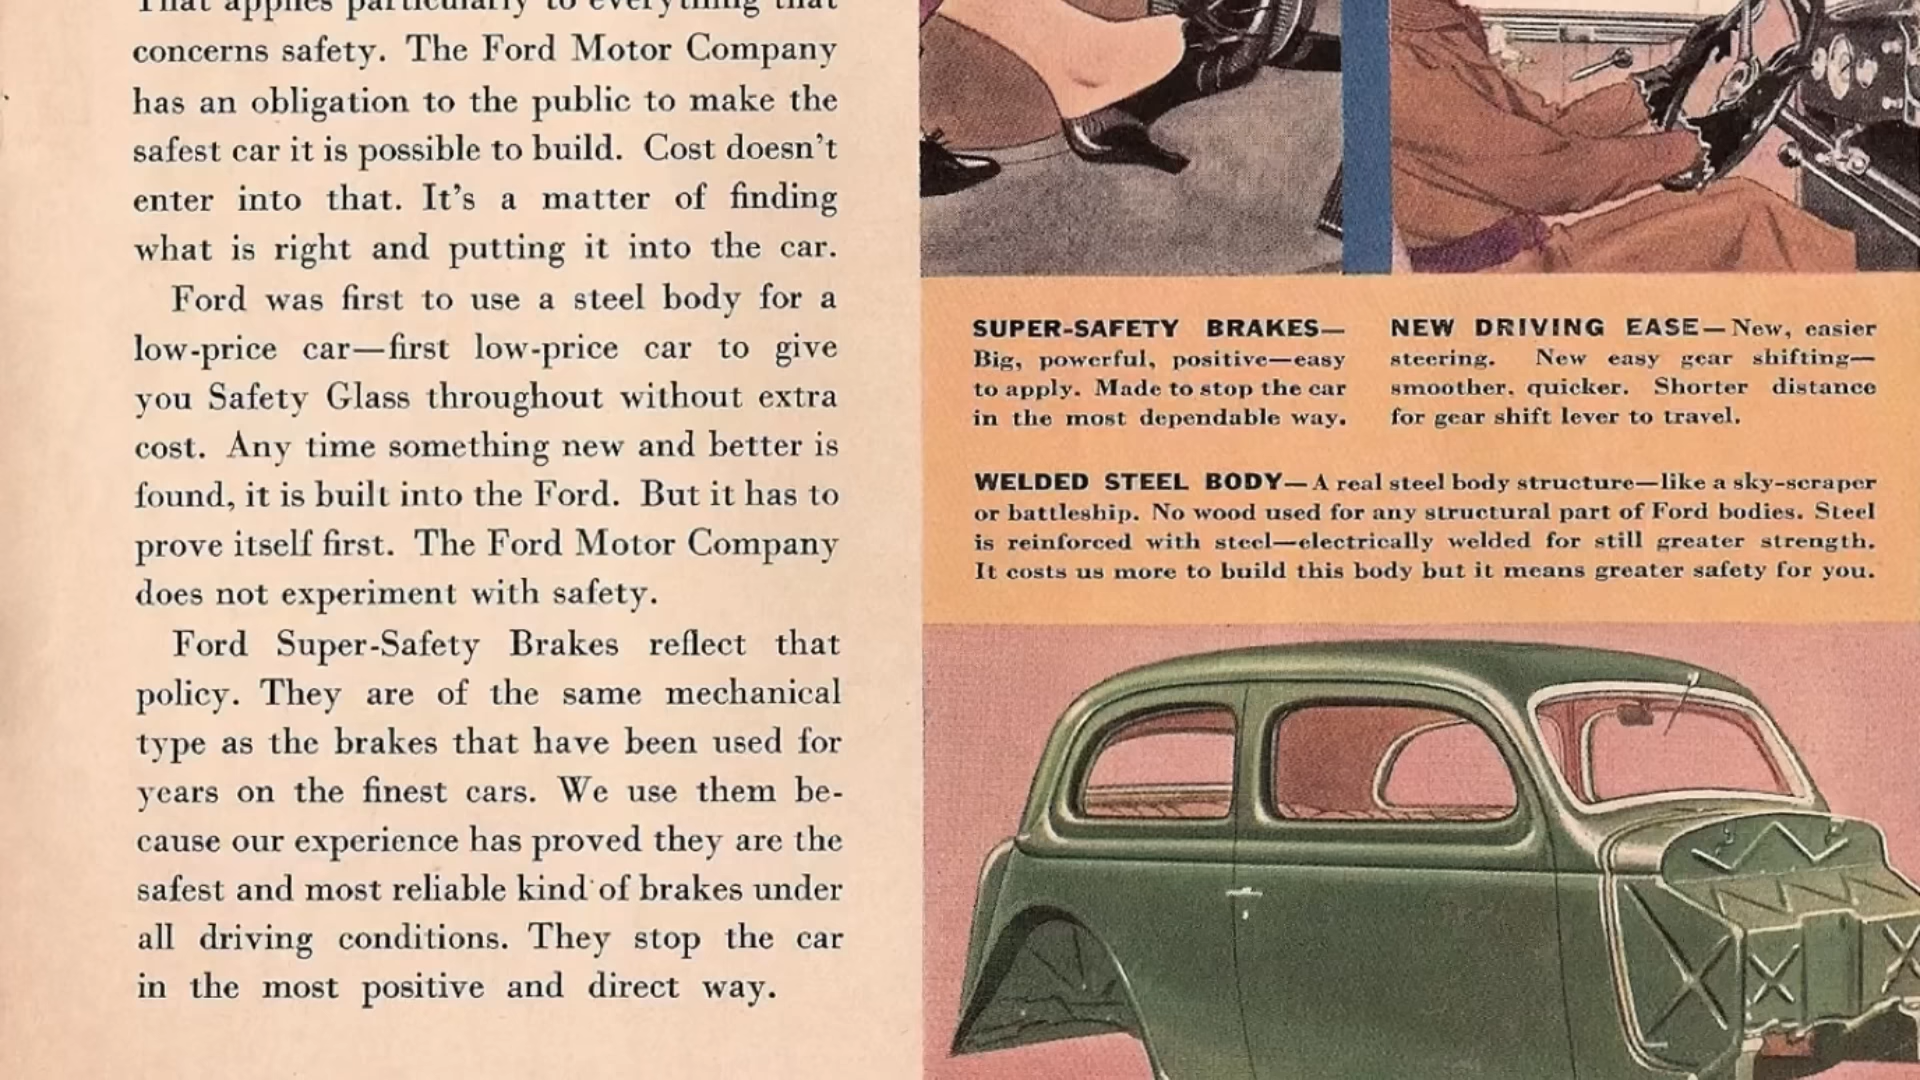 That applies particularly to everything that
concerns safety. The Ford Motor Company
has an obligation to the public to make the
safest car it is possible to build. Cost doesn't
enter into that. It's a matter of finding
what is right and putting it into the car.
Ford was first to use a steel body for a
low-price car—first low-price car to give
you Safety Glass throughout without extra
cost. Any time something new and better is
found, it is built into the Ford. But it has to
prove itself first. The Ford Motor Company
does not experiment with safety.
Ford Super-Safety Brakes reflect that
policy. They are of the same mechanical
type as the brakes that have been used for
years on the finest cars. We use them be-
cause our experience has proved they are the
safest and most reliable kind of brakes under
all driving conditions. They stop the car
in the most positive and direct way.
SUPER-SAFETY BRAKES—
Big, powerful, positive—easy
to apply. Made to stop the car
in the most dependable way.
NEW DRIVING EASE—New, easier
steering. New easy gear shifting—
smoother, quicker. Shorter distance
for gear shift lever to travel.
WELDED STEEL BODY—A real steel body structure—like a sky-scraper
or battleship. No wood used for any structural part of Ford bodies. Steel
is reinforced with steel—electrically welded for still greater strength.
It costs us more to build this body but it means greater safety for you.